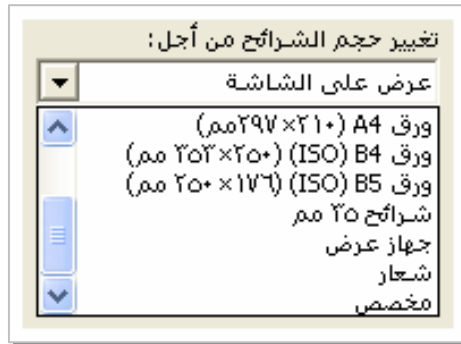 تغيير حجم الشرائح من أجل:
عرض على الشاشة
ورق A4 (٢١٠×٢٩٧مم)
ورق B4 (ISO) (٢٥٠×٣٥٣ مم)
ورق B5 (ISO) (١٧٦×٢٥٠ مم)
شرائح ٣٥ مم
جهاز عرض
شعار
مخصص